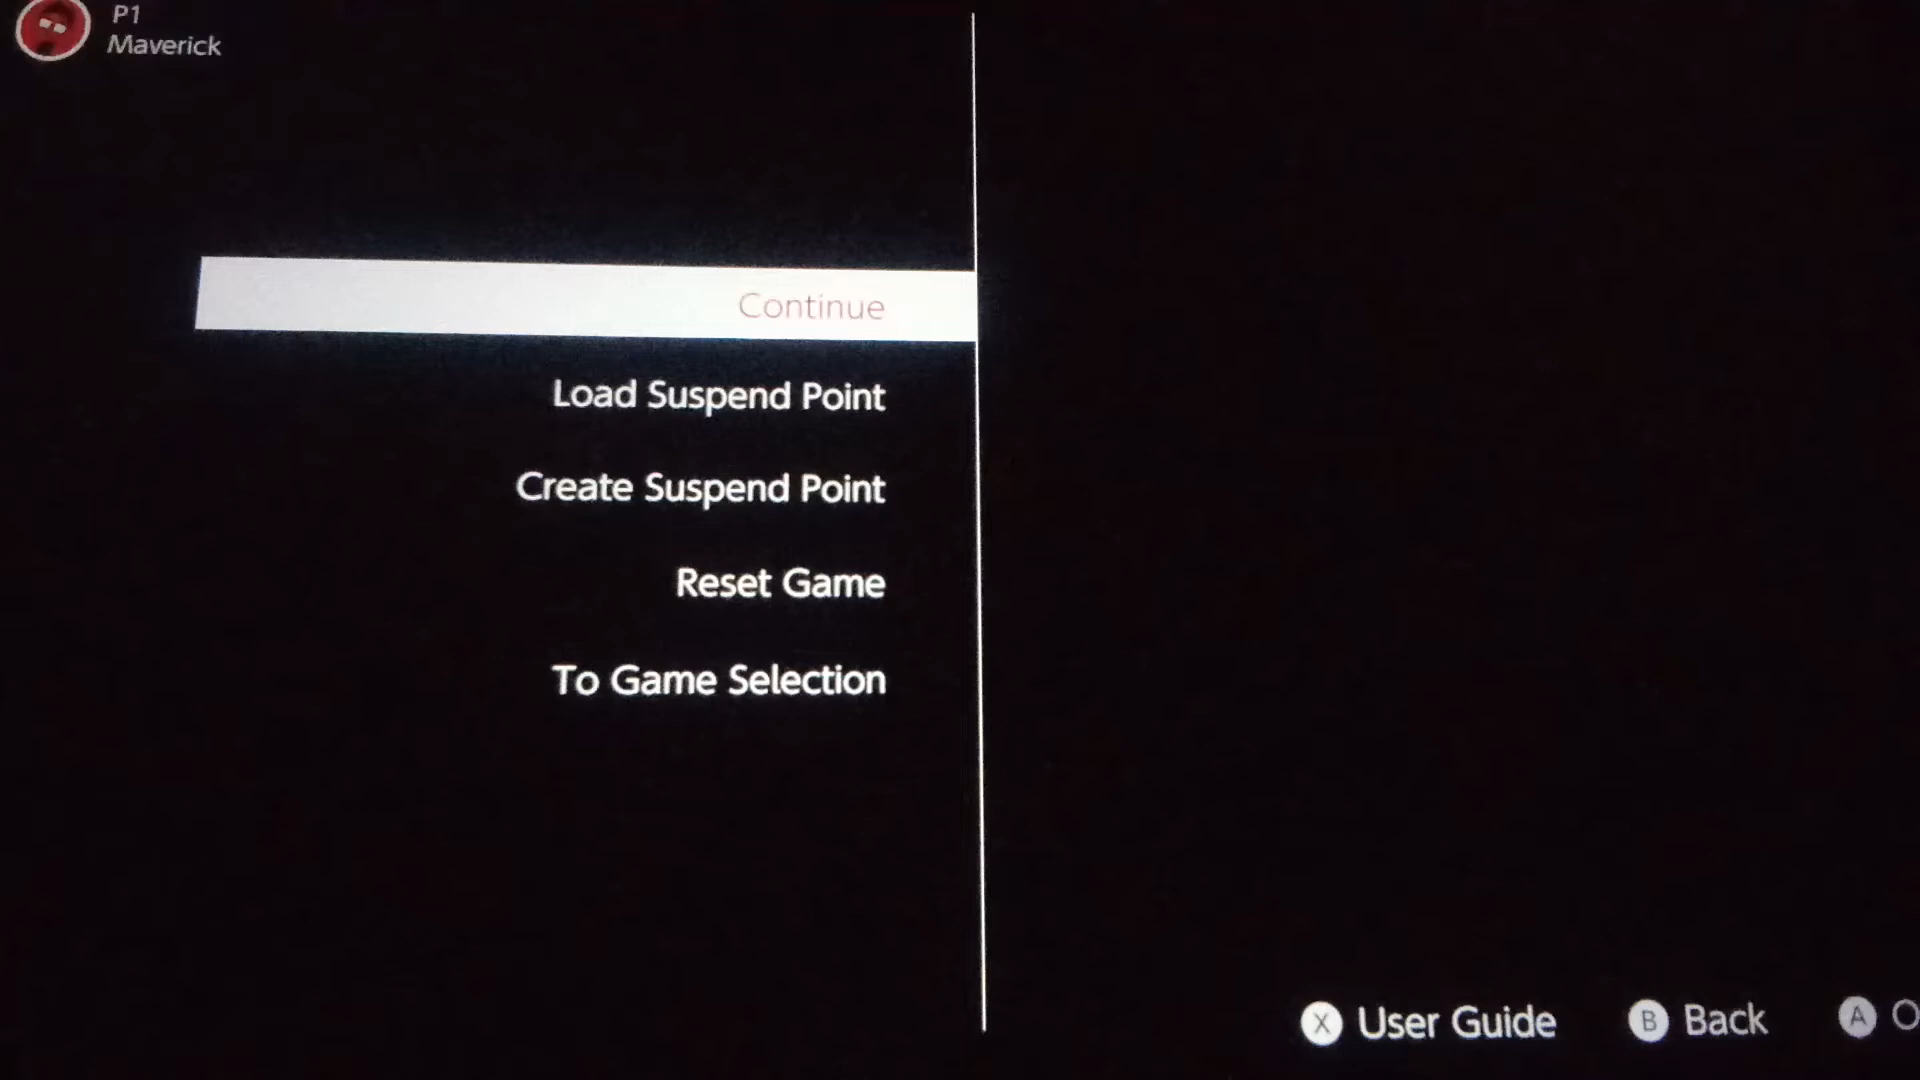 P1
Maverick
Continue
Load Suspend Point
Create Suspend Point
Reset Game
To Game Selection
X User Guide B Back A